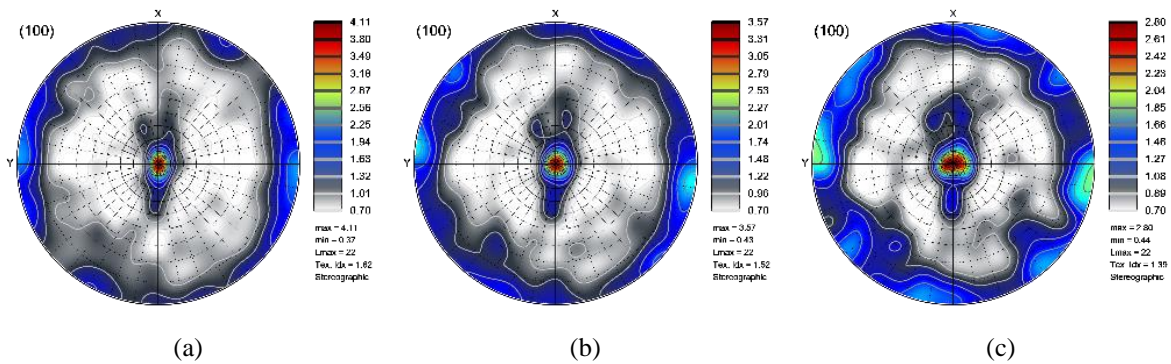 X
(100)
Y
4.11
3.80
3.49
3.18
2.87
2.56
2.25
1.94
1.63
1.32
1.01
0.70
max = 4.11
min = 0.37
Lmax = 22
Tex. Idx = 1.62
Stereographic
(a)
X
(100)
Y
3.57
3.31
3.05
2.79
2.53
2.27
2.01
1.74
1.48
1.22
0.96
0.70
max = 3.57
min = 0.43
Lmax = 22
Tex. Idx = 1.52
Stereographic
(b)
X
(100)
Y
2.80
2.61
2.42
2.23
2.04
1.85
1.66
1.46
1.27
1.08
0.89
0.70
max = 2.80
min = 0.44
Lmax = 22
Tex. Idx = 1.39
Stereographic
(c)